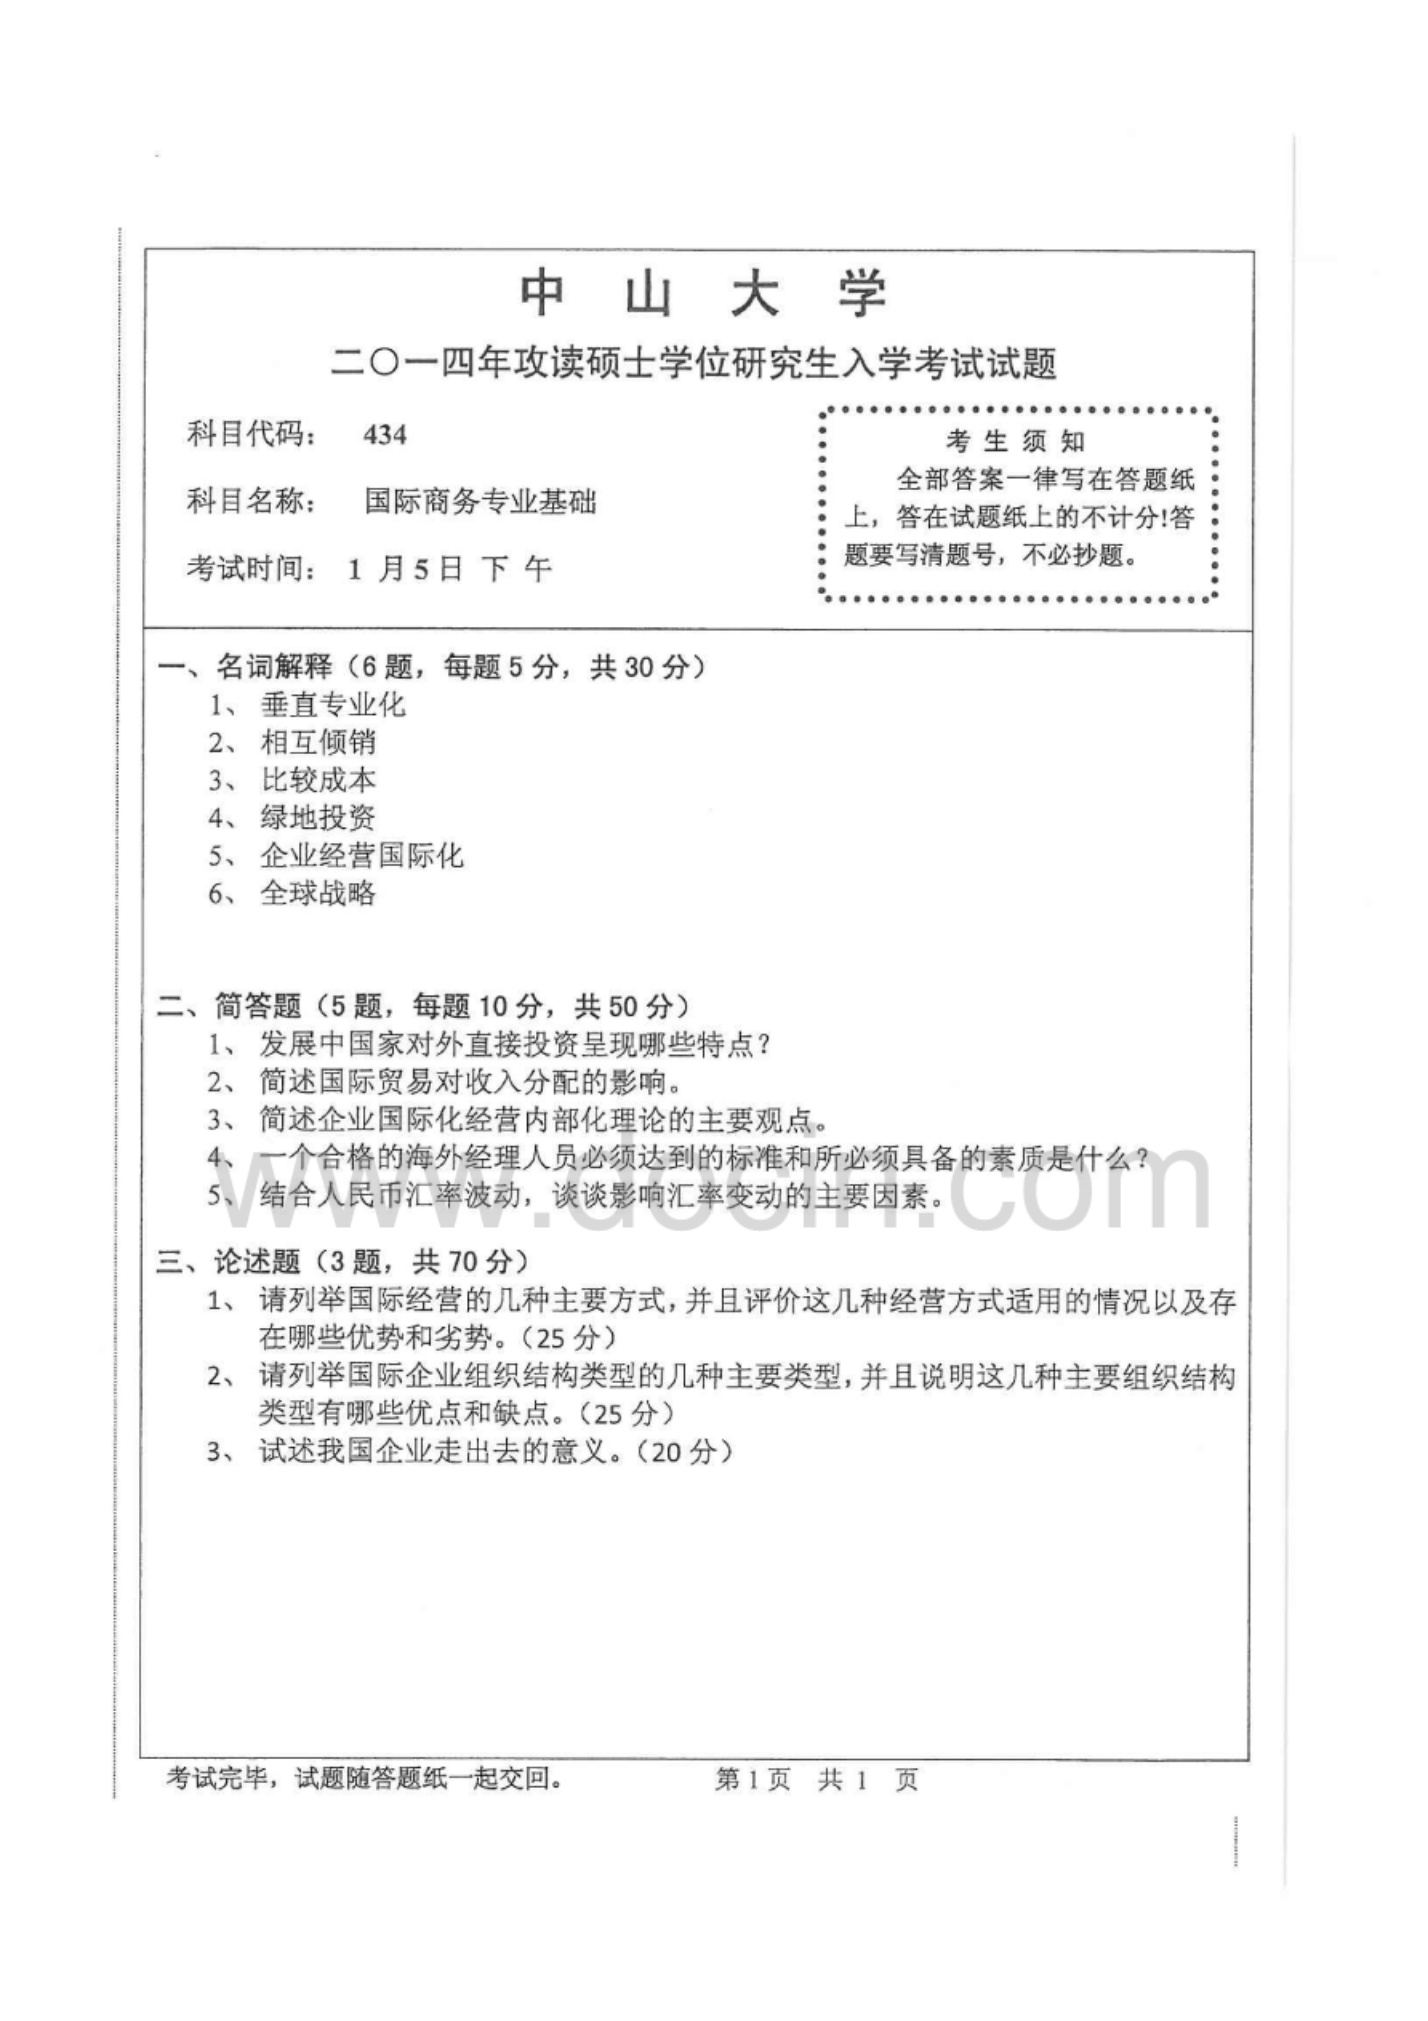 中 山 大 学
二〇一四年攻读硕士学位研究生入学考试试题
科目代码： 434
科目名称： 国际商务专业基础
考试时间： 1 月 5 日 下 午
考 生 须 知
全部答案一律写在答题纸
上，答在试题纸上的不计分!答
题要写清题号，不必抄题。
一、名词解释（6 题，每题 5 分，共 30 分）
1、 垂直专业化
2、 相互倾销
3、 比较成本
4、 绿地投资
5、 企业经营国际化
6、 全球战略
二、简答题（5 题，每题 10 分，共 50 分）
1、 发展中国家对外直接投资呈现哪些特点？
2、 简述国际贸易对收入分配的影响。
3、 简述企业国际化经营内部化理论的主要观点。
4、 一个合格的海外经理人员必须达到的标准和所必须具备的素质是什么？
5、 结合人民币汇率波动，谈谈影响汇率变动的主要因素。
www.docin.com
三、论述题（3 题，共 70 分）
1、 请列举国际经营的几种主要方式，并且评价这几种经营方式适用的情况以及存
在哪些优势和劣势。（25 分）
2、 请列举国际企业组织结构类型的几种主要类型，并且说明这几种主要组织结构
类型有哪些优点和缺点。（25 分）
3、 试述我国企业走出去的意义。（20 分）
考试完毕，试题随答题纸一起交回。 第 1 页 共 1 页